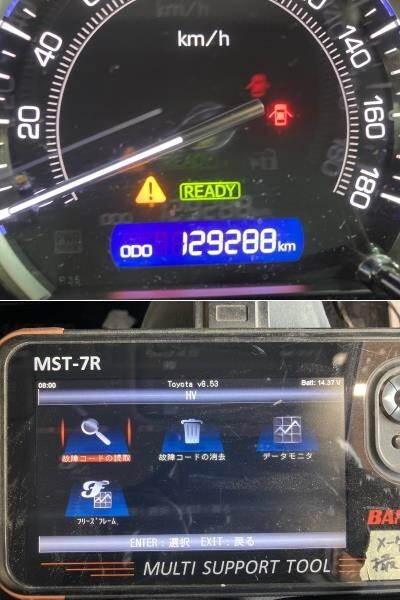 km/h
20
40
60
140
160
180
READY
ODO 129288 km
MST-7R
08:00 Toyota v8.53 Batt: 14.37 V
HV
故障コードの読取 故障コードの消去 データモニタ
フリーズフレーム
ENTER：選択 EXIT：戻る
MULTI SUPPORT TOOL